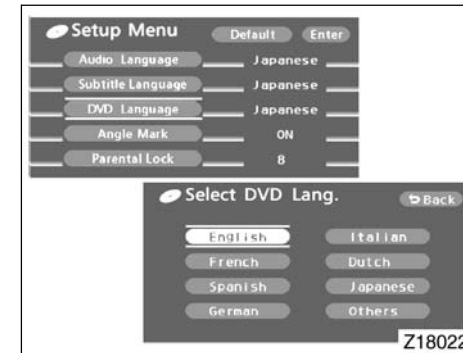 Setup Menu Default Enter
Audio Language Japanese
Subtitle Language Japanese
DVD Language Japanese
Angle Mark ON
Parental Lock 8
Select DVD Lang. Back
English Italian
French Dutch
Spanish Japanese
German Others
Z18022